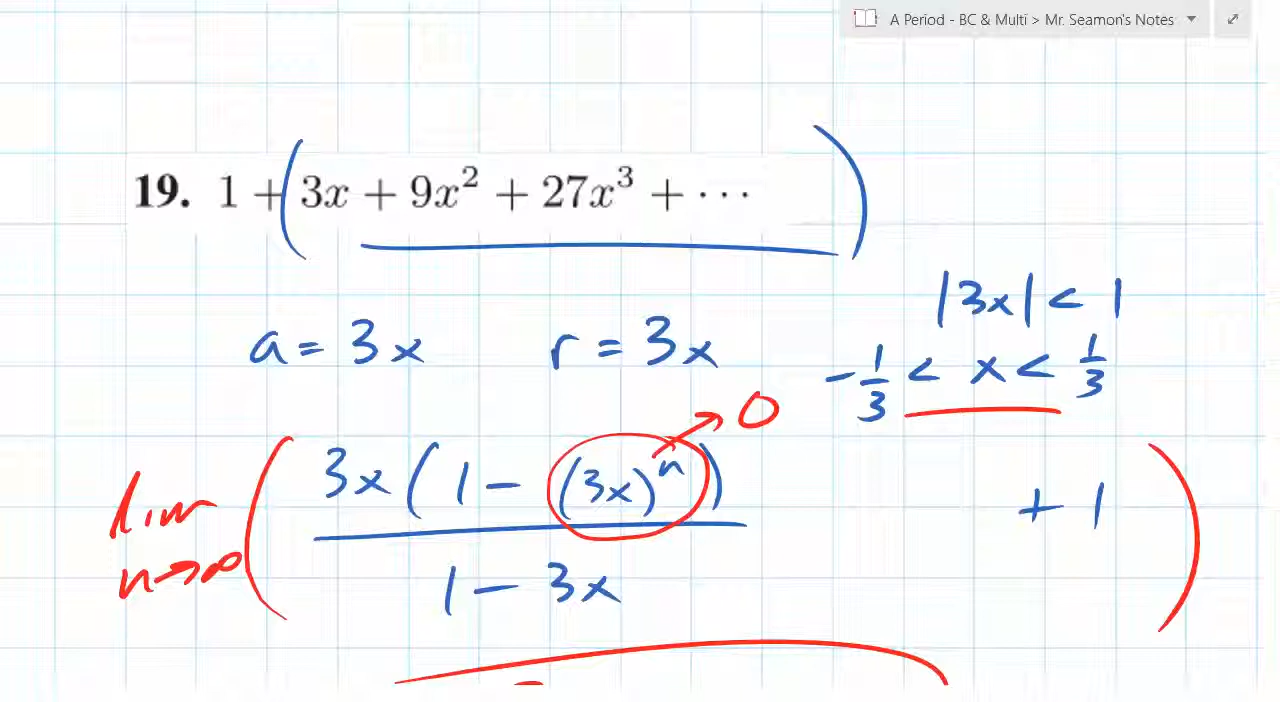 A Period - BC & Multi > Mr. Seamon's Notes
19. 1 + (3x + 9x² + 27x³ + ⋯)
|3x| < 1
a = 3x r = 3x
-1/3 < x < 1/3
0
lim n→∞ ( 3x(1 - (3x)ⁿ) / 1 - 3x + 1 )